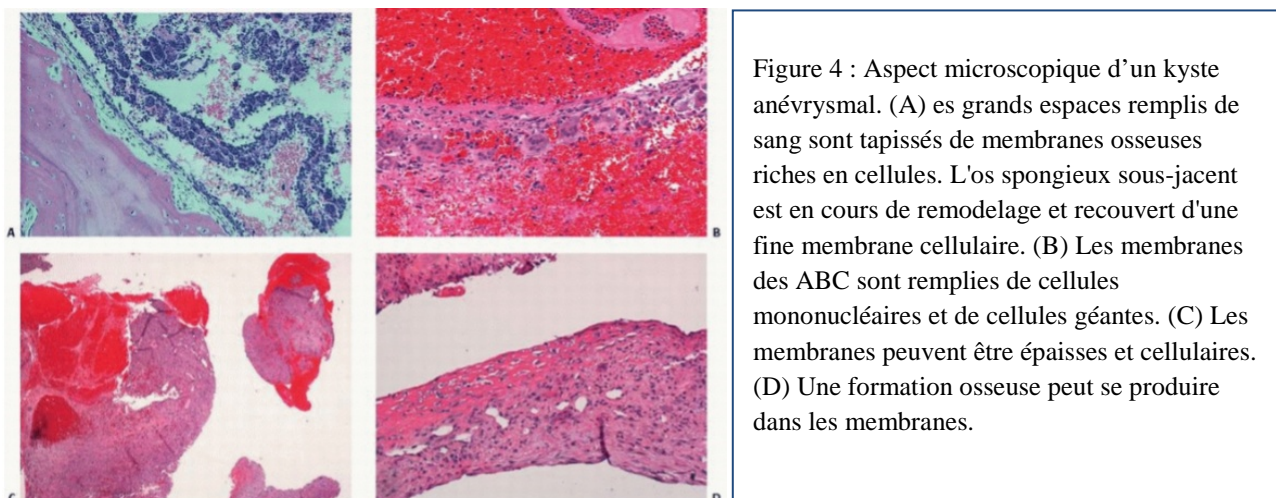 A
B
C
D
Figure 4 : Aspect microscopique d'un kyste
anévrysmal. (A) es grands espaces remplis de
sang sont tapissés de membranes osseuses
riches en cellules. L'os spongieux sous-jacent
est en cours de remodelage et recouvert d'une
fine membrane cellulaire. (B) Les membranes
des ABC sont remplies de cellules
mononucléaires et de cellules géantes. (C) Les
membranes peuvent être épaisses et cellulaires.
(D) Une formation osseuse peut se produire
dans les membranes.